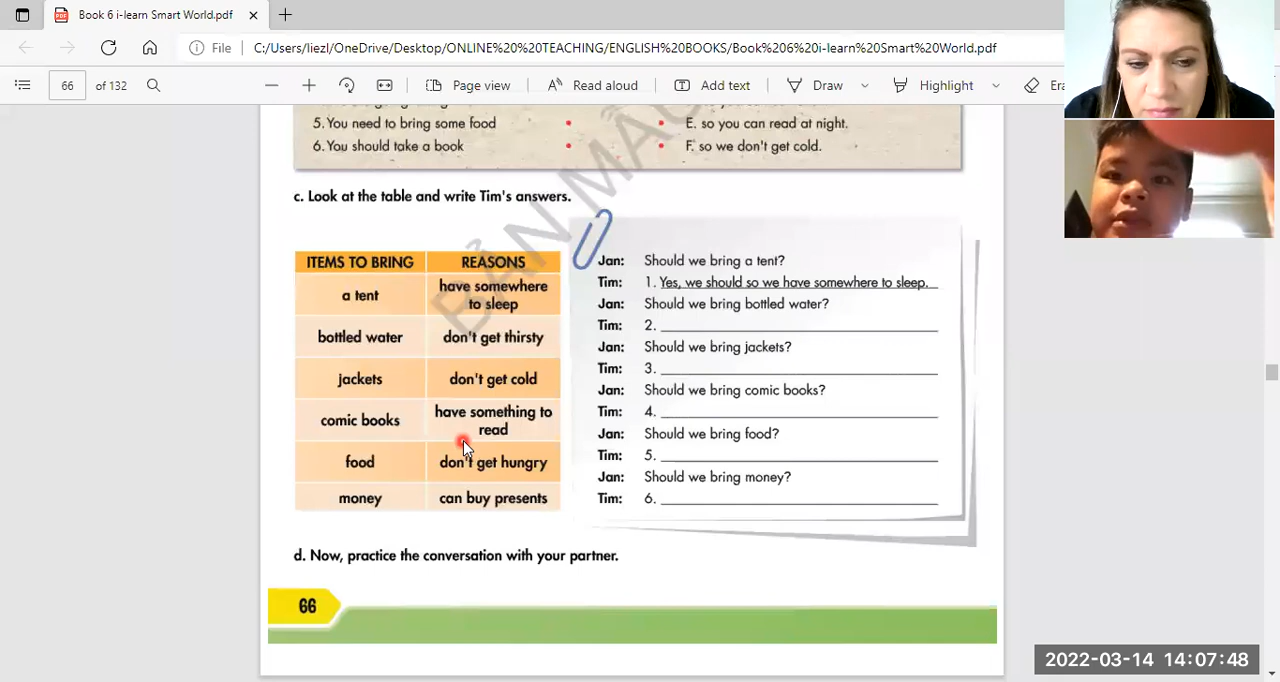 Book 6 i-learn Smart World.pdf
File C:/Users/liezl/OneDrive/Desktop/ONLINE%20%20TEACHING/ENGLISH%20BOOKS/Book%206%20i-learn%20Smart%20World.pdf
66 of 132 Page view Read aloud Add text Draw Highlight
5. You need to bring some food E. so you can read at night.
6. You should take a book F. so we don't get cold.
c. Look at the table and write Tim's answers.
ITEMS TO BRING REASONS
a tent have somewhere to sleep
bottled water don't get thirsty
jackets don't get cold
comic books have something to read
food don't get hungry
money can buy presents
Jan: Should we bring a tent?
Tim: 1. Yes, we should so we have somewhere to sleep.
Jan: Should we bring bottled water?
Tim: 2.
Jan: Should we bring jackets?
Tim: 3.
Jan: Should we bring comic books?
Tim: 4.
Jan: Should we bring food?
Tim: 5.
Jan: Should we bring money?
Tim: 6.
d. Now, practice the conversation with your partner.
66
BẢN MẪU
2022-03-14 14:07:48